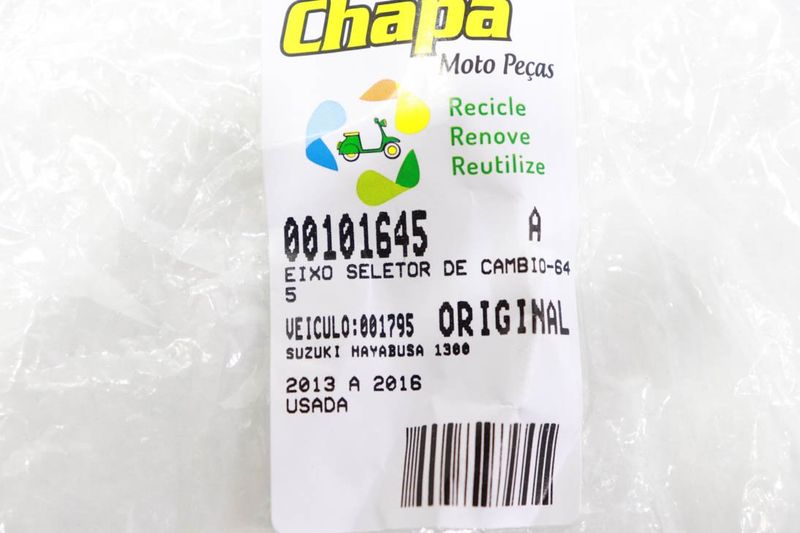 Chapa
Moto Peças
Recicle
Renove
Reutilize
00101645 A
EIXO SELETOR DE CAMBIO-64
5
VEICULO:001795 ORIGINAL
SUZUKI HAYABUSA 1300
2013 A 2016
USADA